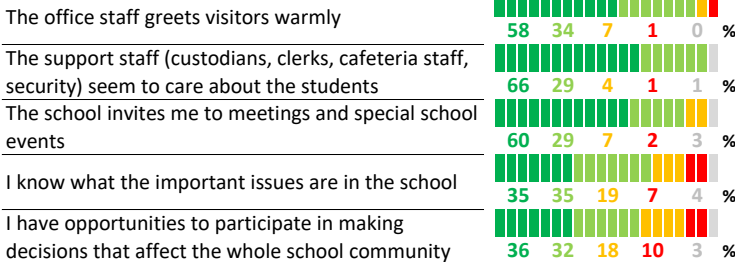 The office staff greets visitors warmly
58 34 7 1 0 %
The support staff (custodians, clerks, cafeteria staff,
security) seem to care about the students
66 29 4 1 1 %
The school invites me to meetings and special school
events
60 29 7 2 3 %
I know what the important issues are in the school
35 35 19 7 4 %
I have opportunities to participate in making
decisions that affect the whole school community
36 32 18 10 3 %